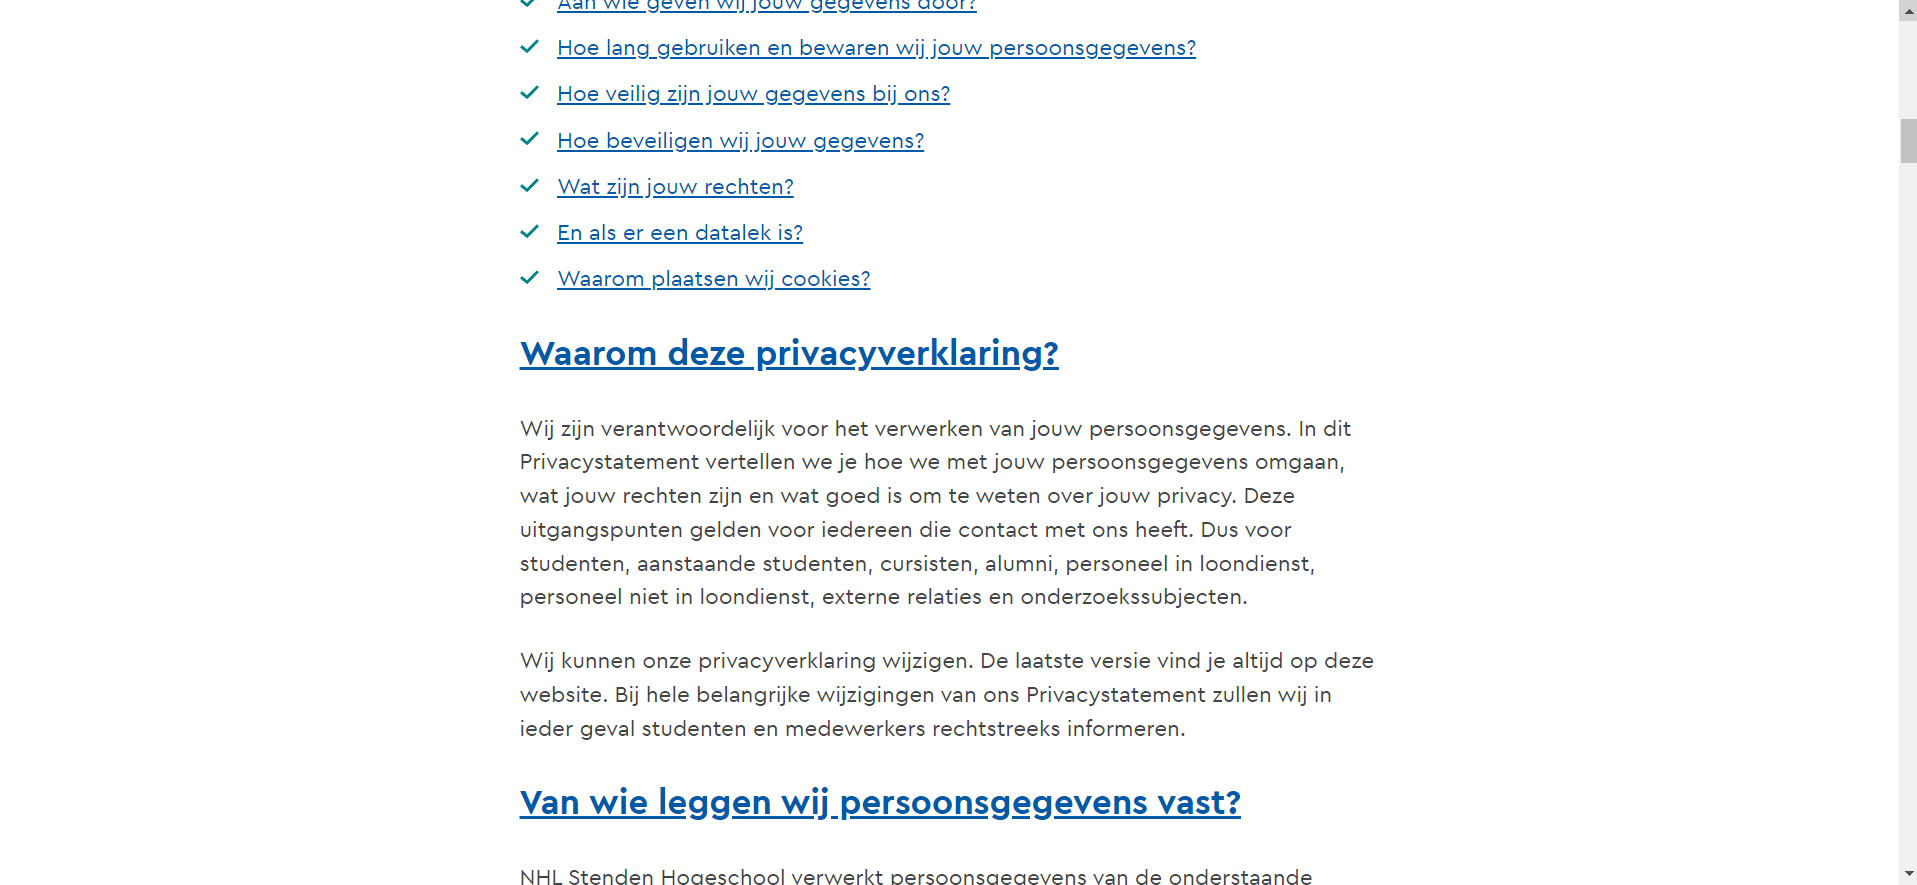 Aan wie geven wij jouw gegevens door?
Hoe lang gebruiken en bewaren wij jouw persoonsgegevens?
Hoe veilig zijn jouw gegevens bij ons?
Hoe beveiligen wij jouw gegevens?
Wat zijn jouw rechten?
En als er een datalek is?
Waarom plaatsen wij cookies?
Waarom deze privacyverklaring?
Wij zijn verantwoordelijk voor het verwerken van jouw persoonsgegevens. In dit
Privacystatement vertellen we je hoe we met jouw persoonsgegevens omgaan,
wat jouw rechten zijn en wat goed is om te weten over jouw privacy. Deze
uitgangspunten gelden voor iedereen die contact met ons heeft. Dus voor
studenten, aanstaande studenten, cursisten, alumni, personeel in loondienst,
personeel niet in loondienst, externe relaties en onderzoekssubjecten.
Wij kunnen onze privacyverklaring wijzigen. De laatste versie vind je altijd op deze
website. Bij hele belangrijke wijzigingen van ons Privacystatement zullen wij in
ieder geval studenten en medewerkers rechtstreeks informeren.
Van wie leggen wij persoonsgegevens vast?
NHL Stenden Hogeschool verwerkt persoonsgegevens van de onderstaande